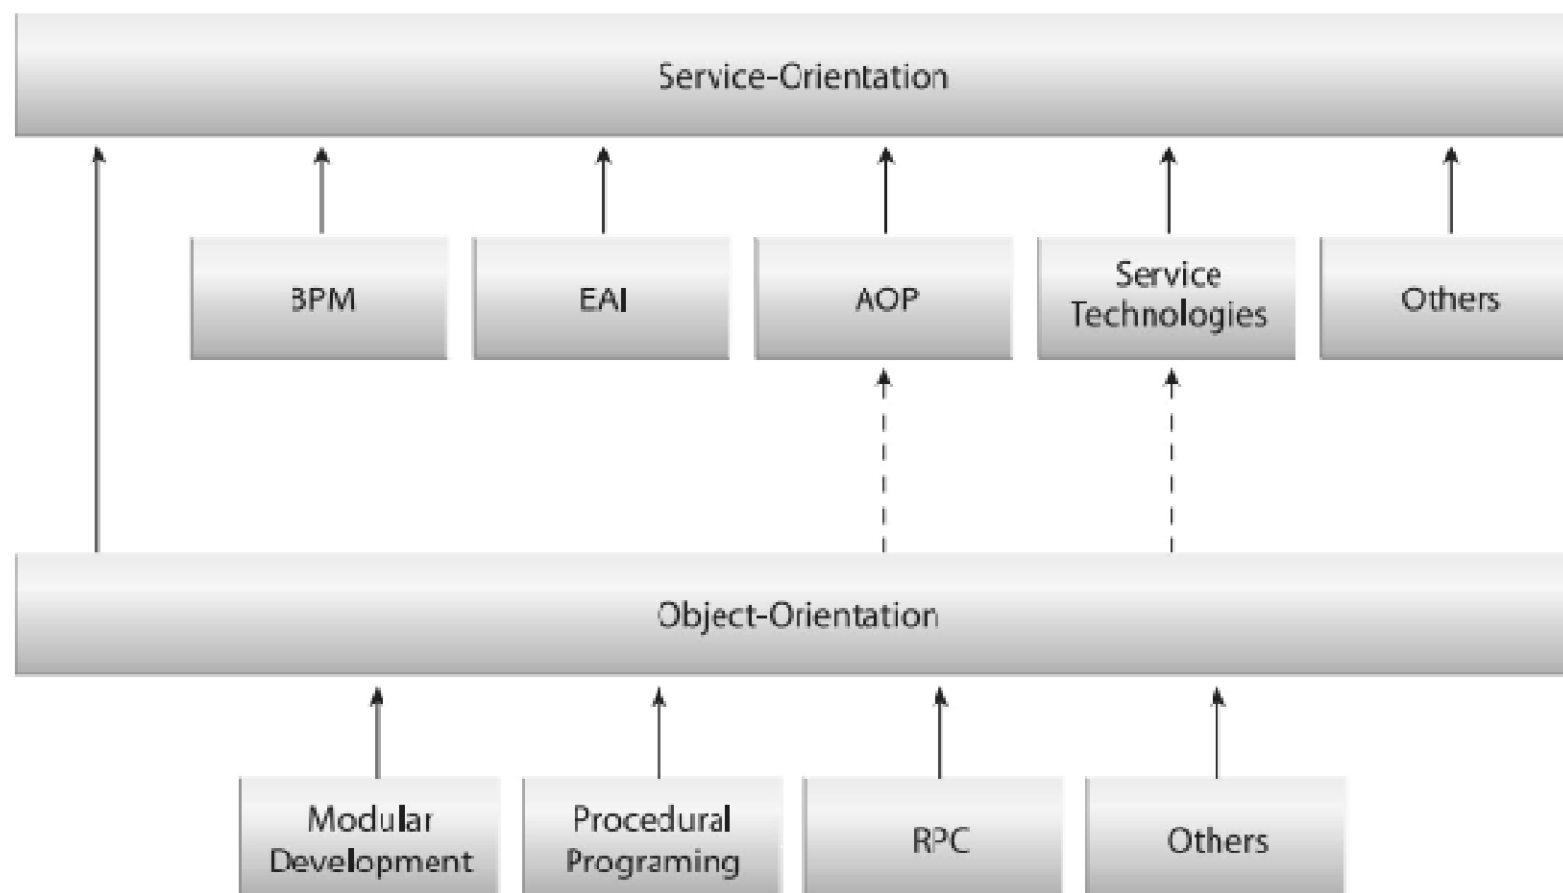 Service-Orientation
BPM
EAI
AOP
Service
Technologies
Others
Object-Orientation
Modular
Development
Procedural
Programing
RPC
Others